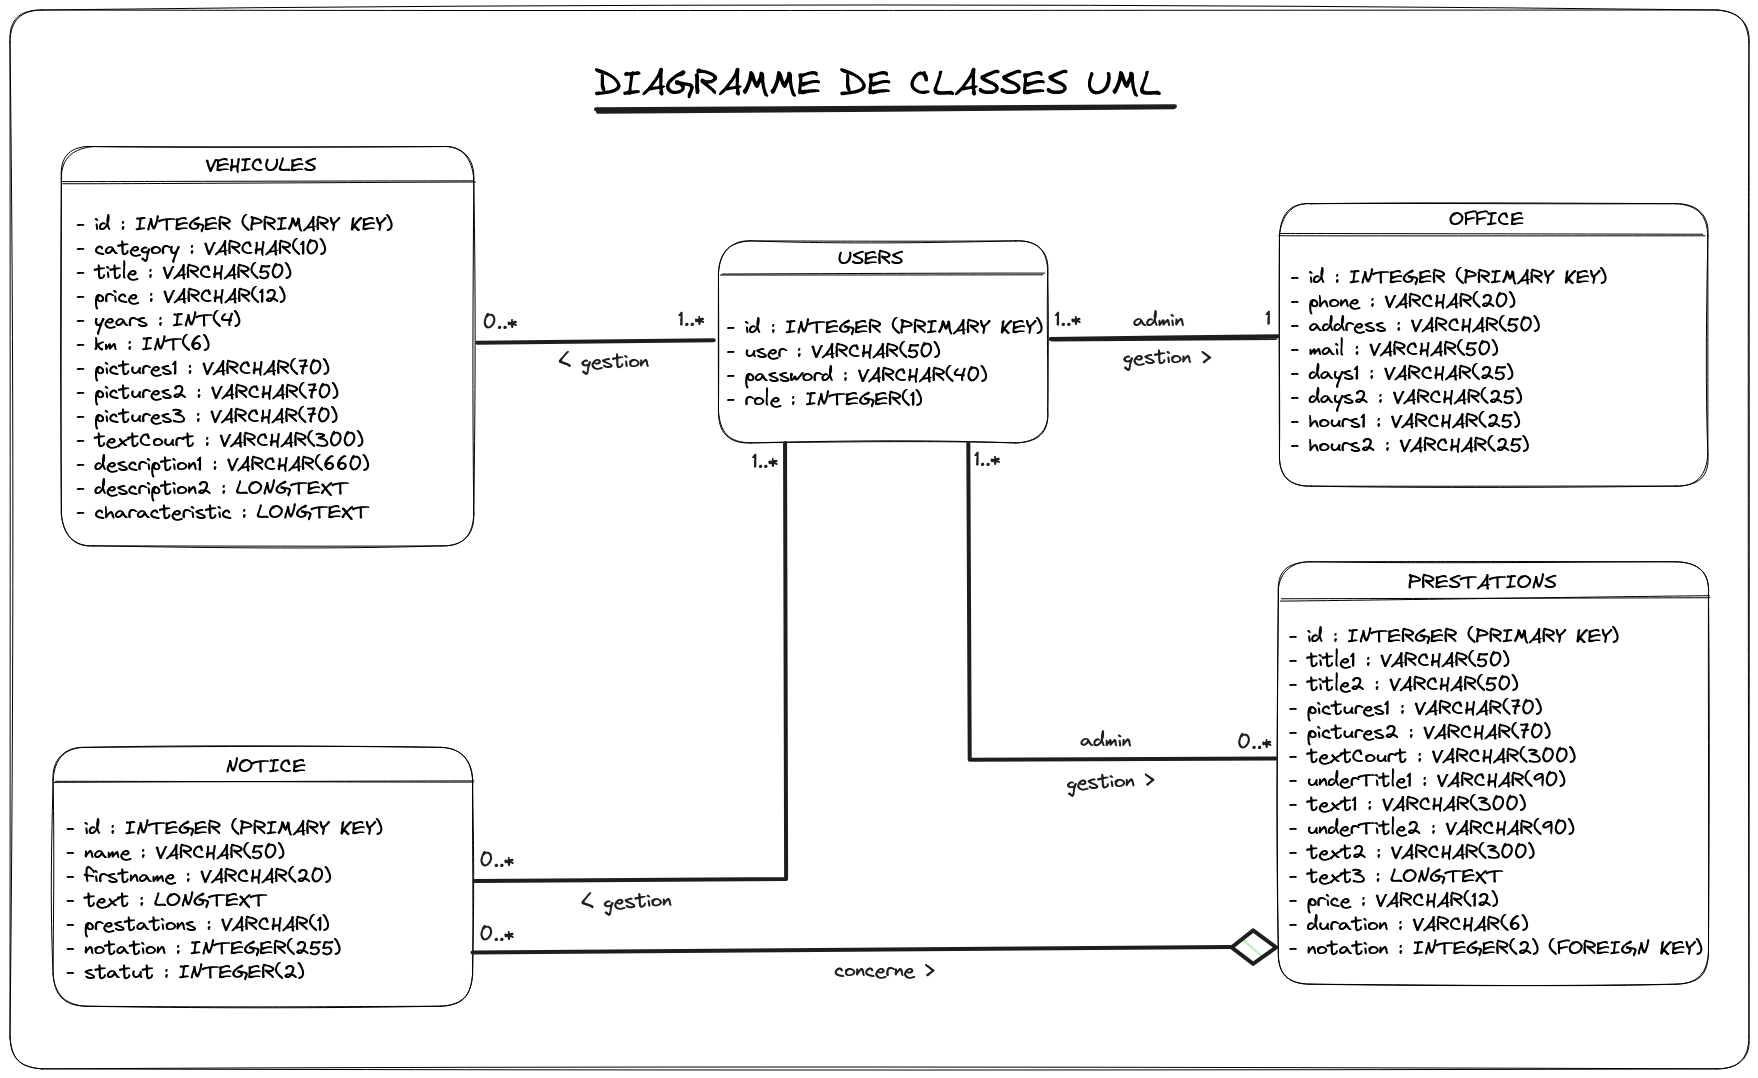 DIAGRAMME DE CLASSES UML
VEHICULES
- id : INTEGER (PRIMARY KEY)
- category : VARCHAR(10)
- title : VARCHAR(50)
- price : VARCHAR(12)
- years : INT(4)
- km : INT(6)
- pictures1 : VARCHAR(70)
- pictures2 : VARCHAR(70)
- pictures3 : VARCHAR(70)
- textCourt : VARCHAR(300)
- description1 : VARCHAR(660)
- description2 : LONGTEXT
- characteristic : LONGTEXT
0..*
1..*
< gestion
USERS
- id : INTEGER (PRIMARY KEY)
- user : VARCHAR(50)
- password : VARCHAR(40)
- role : INTEGER(1)
1..*
admin
1
gestion >
OFFICE
- id : INTEGER (PRIMARY KEY)
- phone : VARCHAR(20)
- address : VARCHAR(50)
- mail : VARCHAR(50)
- days1 : VARCHAR(25)
- days2 : VARCHAR(25)
- hours1 : VARCHAR(25)
- hours2 : VARCHAR(25)
1..*
1..*
admin
0..*
gestion >
PRESTATIONS
- id : INTERGER (PRIMARY KEY)
- title1 : VARCHAR(50)
- title2 : VARCHAR(50)
- pictures1 : VARCHAR(70)
- pictures2 : VARCHAR(70)
- textCourt : VARCHAR(300)
- underTitle1 : VARCHAR(90)
- text1 : VARCHAR(300)
- underTitle2 : VARCHAR(90)
- text2 : VARCHAR(300)
- text3 : LONGTEXT
- price : VARCHAR(12)
- duration : VARCHAR(6)
- notation : INTEGER(2) (FOREIGN KEY)
NOTICE
- id : INTEGER (PRIMARY KEY)
- name : VARCHAR(50)
- firstname : VARCHAR(20)
- text : LONGTEXT
- prestations : VARCHAR(1)
- notation : INTEGER(255)
- statut : INTEGER(2)
0..*
< gestion
0..*
concerne >